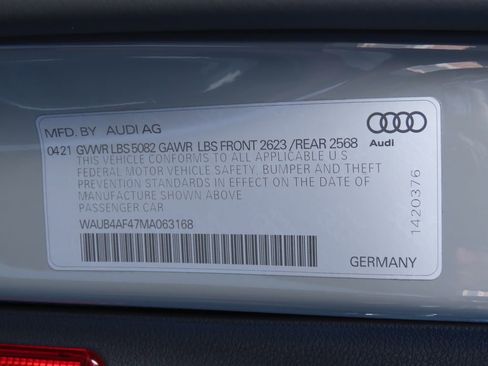 MFD. BY AUDI AG
Audi
0421 GVWR LBS 5082 GAWR LBS FRONT 2623 /REAR 2568
THIS VEHICLE CONFORMS TO ALL APPLICABLE U S
FEDERAL MOTOR VEHICLE SAFETY, BUMPER AND THEFT
PREVENTION STANDARDS IN EFFECT ON THE DATE OF
MANUFACTURE SHOWN ABOVE
PASSENGER CAR
WAUB4AF47MA063168
GERMANY
1420376